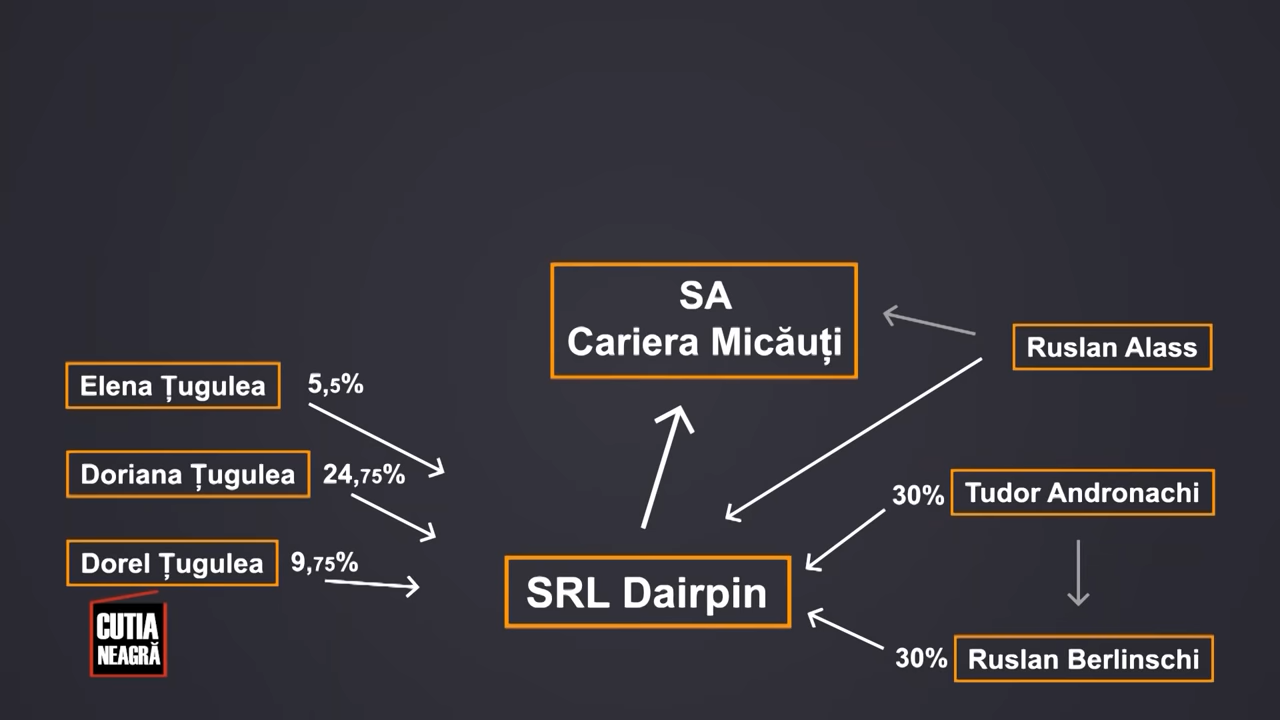 SA
Cariera Micăuți
Ruslan Alass
Elena Țugulea 5,5%
Doriana Țugulea 24,75%
30% Tudor Andronachi
Dorel Țugulea 9,75%
SRL Dairpin
CUTIA
NEAGRĂ
30% Ruslan Berlinschi